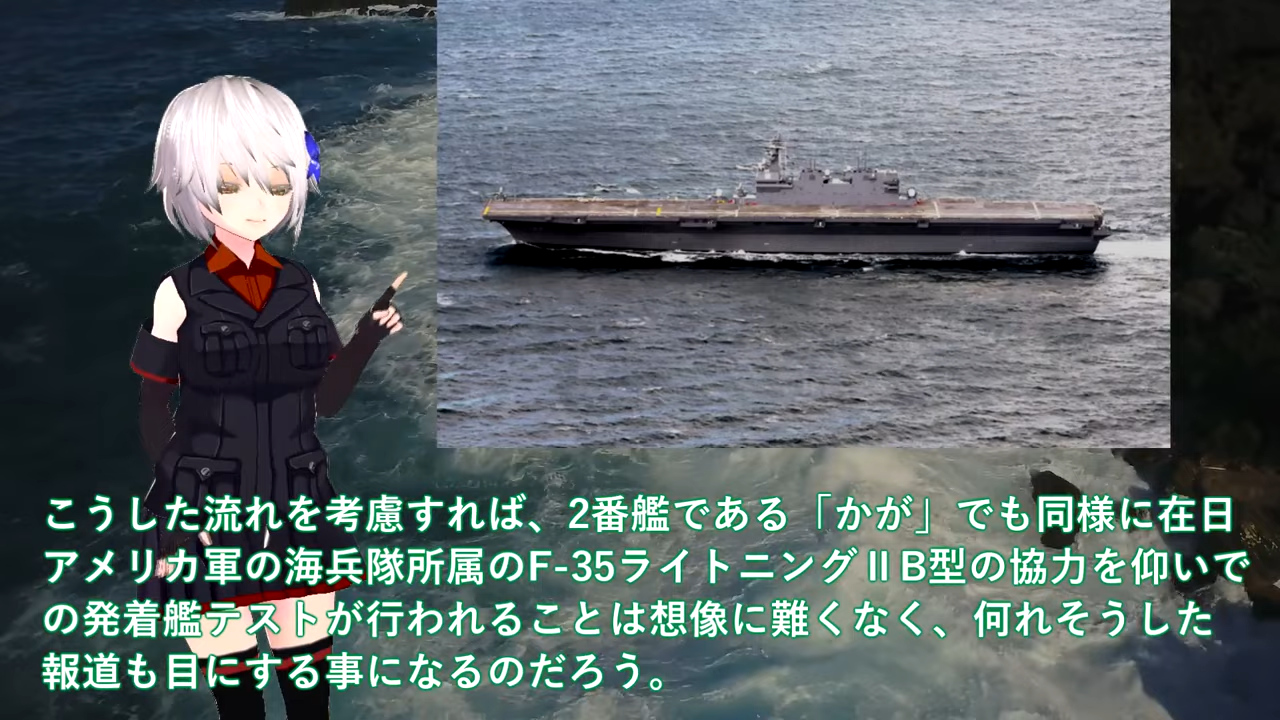 こうした流れを考慮すれば、2番艦である「かが」でも同様に在日
アメリカ軍の海兵隊所属のF-35ライトニングⅡB型の協力を仰いで
の発着艦テストが行われることは想像に難くなく、何れそうした
報道も目にする事になるのだろう。